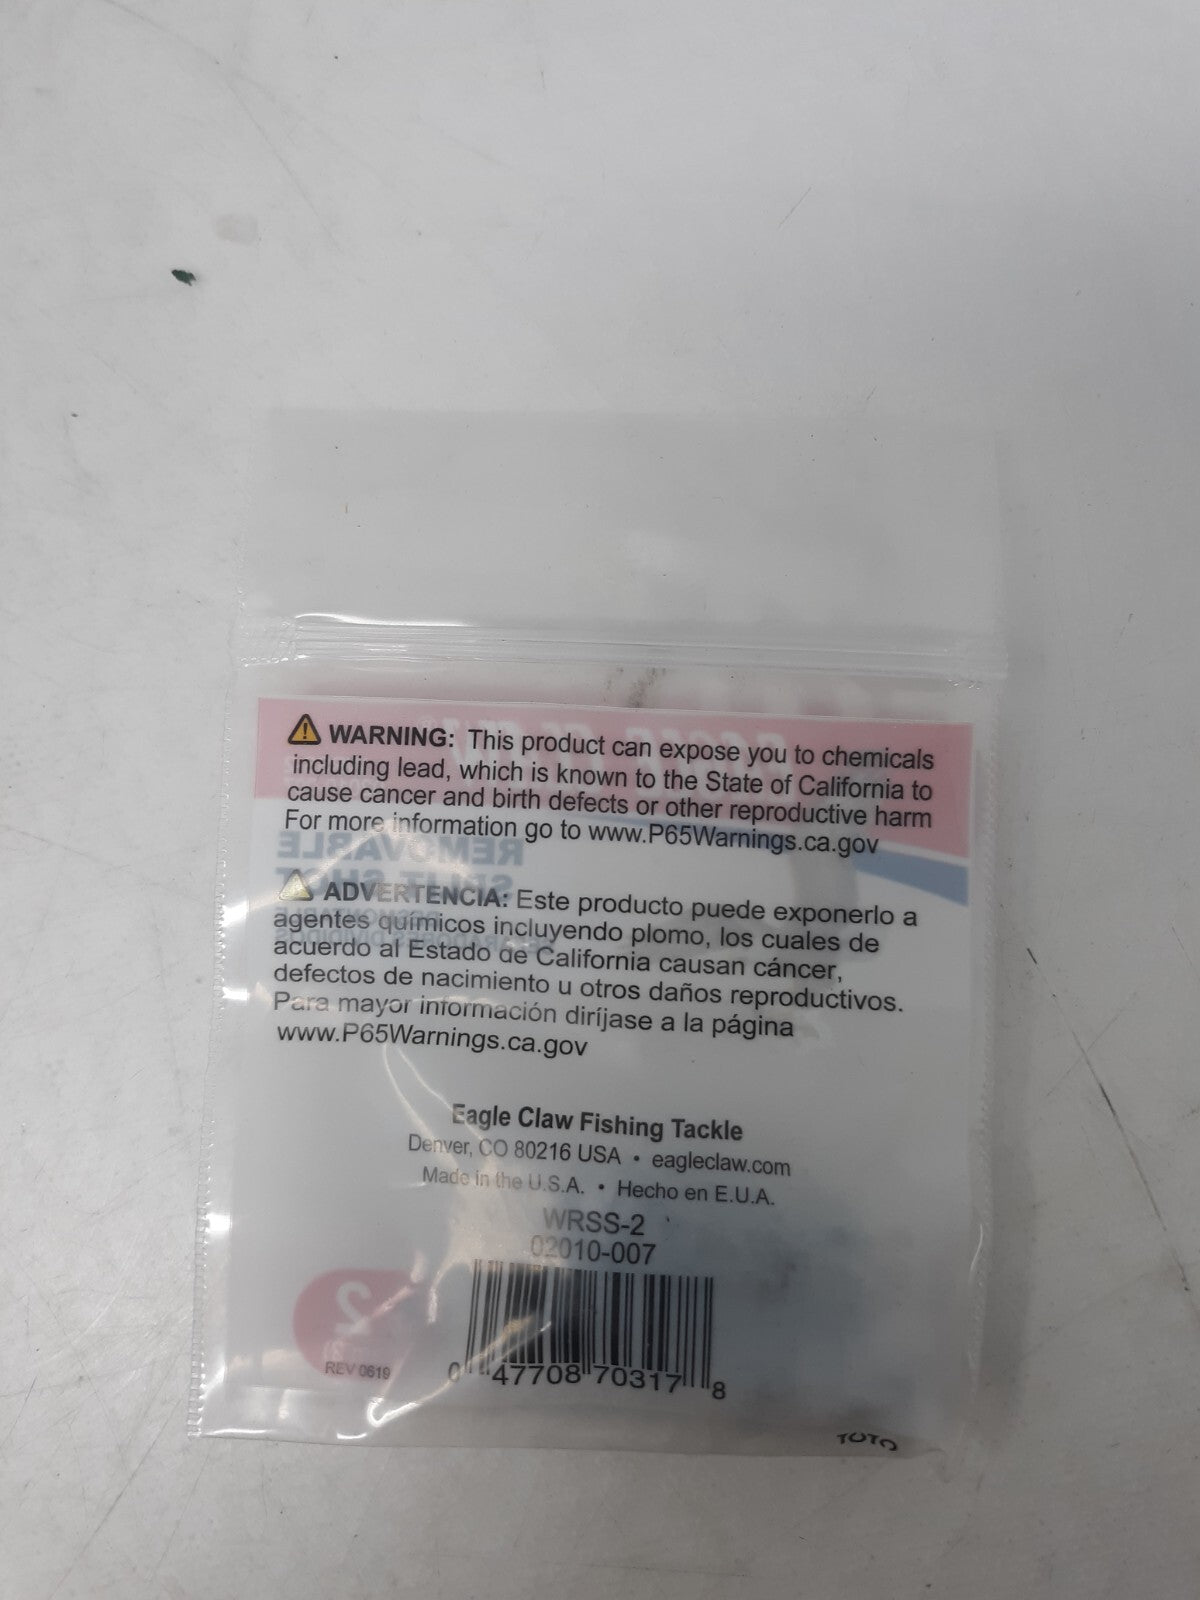 ⚠ WARNING: This product can expose you to chemicals
including lead, which is known to the State of California to
cause cancer and birth defects or other reproductive harm
For more information go to www.P65Warnings.ca.gov
REMOVABLE
SPLIT SHOT
⚠ ADVERTENCIA: Este producto puede exponerlo a
agentes químicos incluyendo plomo, los cuales de
acuerdo al Estado de California causan cáncer,
defectos de nacimiento u otros daños reproductivos.
Para mayor información diríjase a la página
www.P65Warnings.ca.gov
Eagle Claw Fishing Tackle
Denver, CO 80216 USA • eagleclaw.com
Made in the U.S.A. • Hecho en E.U.A.
WRSS-2
02010-007
2
REV 0619
0 47708 70317 8